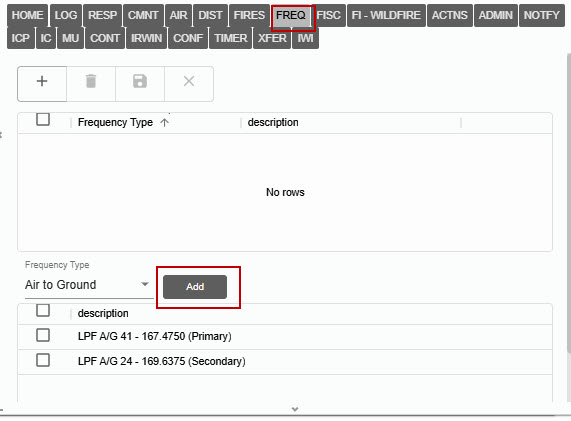 HOME LOG RESP CMNT AIR DIST FIRES FREQ FISC FI - WILDFIRE ACTNS ADMIN NOTFY
ICP IC MU CONT IRWIN CONF TIMER XFER IWI
Frequency Type description
No rows
Frequency Type
Air to Ground Add
description
LPF A/G 41 - 167.4750 (Primary)
LPF A/G 24 - 169.6375 (Secondary)